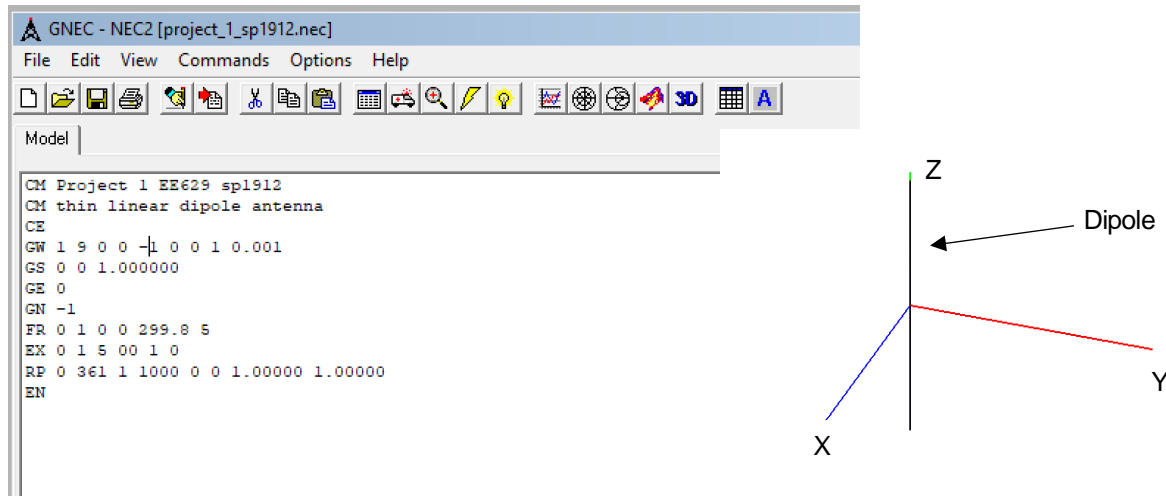 GNEC - NEC2 [project_1_sp1912.nec]
File Edit View Commands Options Help
3D A
Model
CM Project 1 EE629 sp1912
CM thin linear dipole antenna
CE
GW 1 9 0 0 -1 0 0 1 0.001
GS 0 0 1.000000
GE 0
GN -1
FR 0 1 0 0 299.8 5
EX 0 1 5 00 1 0
RP 0 361 1 1000 0 0 1.00000 1.00000
EN
Z
Dipole
Y
X